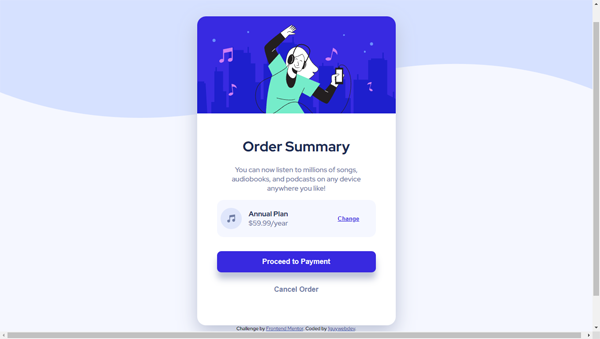 Order Summary
You can now listen to millions of songs,
audiobooks, and podcasts on any device
anywhere you like!
Annual Plan
$59.99/year
Change
Proceed to Payment
Cancel Order
Challenge by Frontend Mentor. Coded by